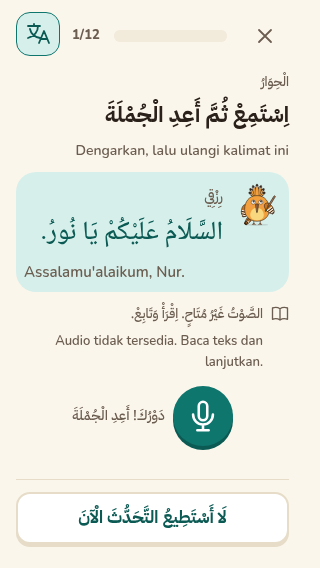 1/12
الْحِوَارُ
اِسْتَمِعْ ثُمَّ أَعِدِ الْجُمْلَةَ
Dengarkan, lalu ulangi kalimat ini
رِزْقِي
السَّلَامُ عَلَيْكُمْ يَا نُورُ.
Assalamu'alaikum, Nur.
الصَّوْتُ غَيْرُ مُتَاحٍ. اِقْرَأْ وَتَابِعْ.
Audio tidak tersedia. Baca teks dan
lanjutkan.
دَوْرُكَ! أَعِدِ الْجُمْلَةَ
لَا أَسْتَطِيعُ التَّحَدُّثَ الْآنَ